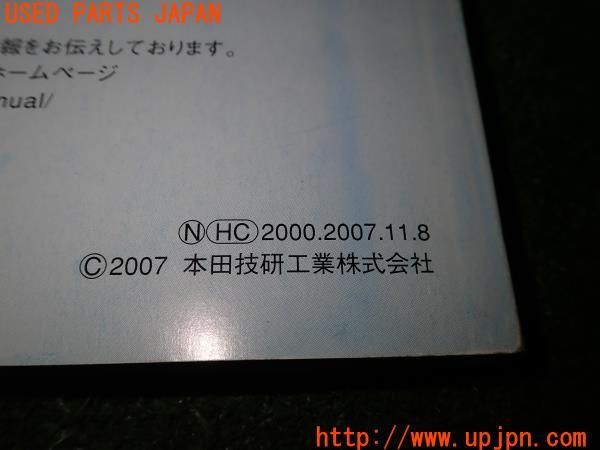 USED PARTS JAPAN
報をお伝えしております。
ホームページ
nual/
ⓃHC2000.2007.11.8
©2007 本田技研工業株式会社
http://www.upjpn.com